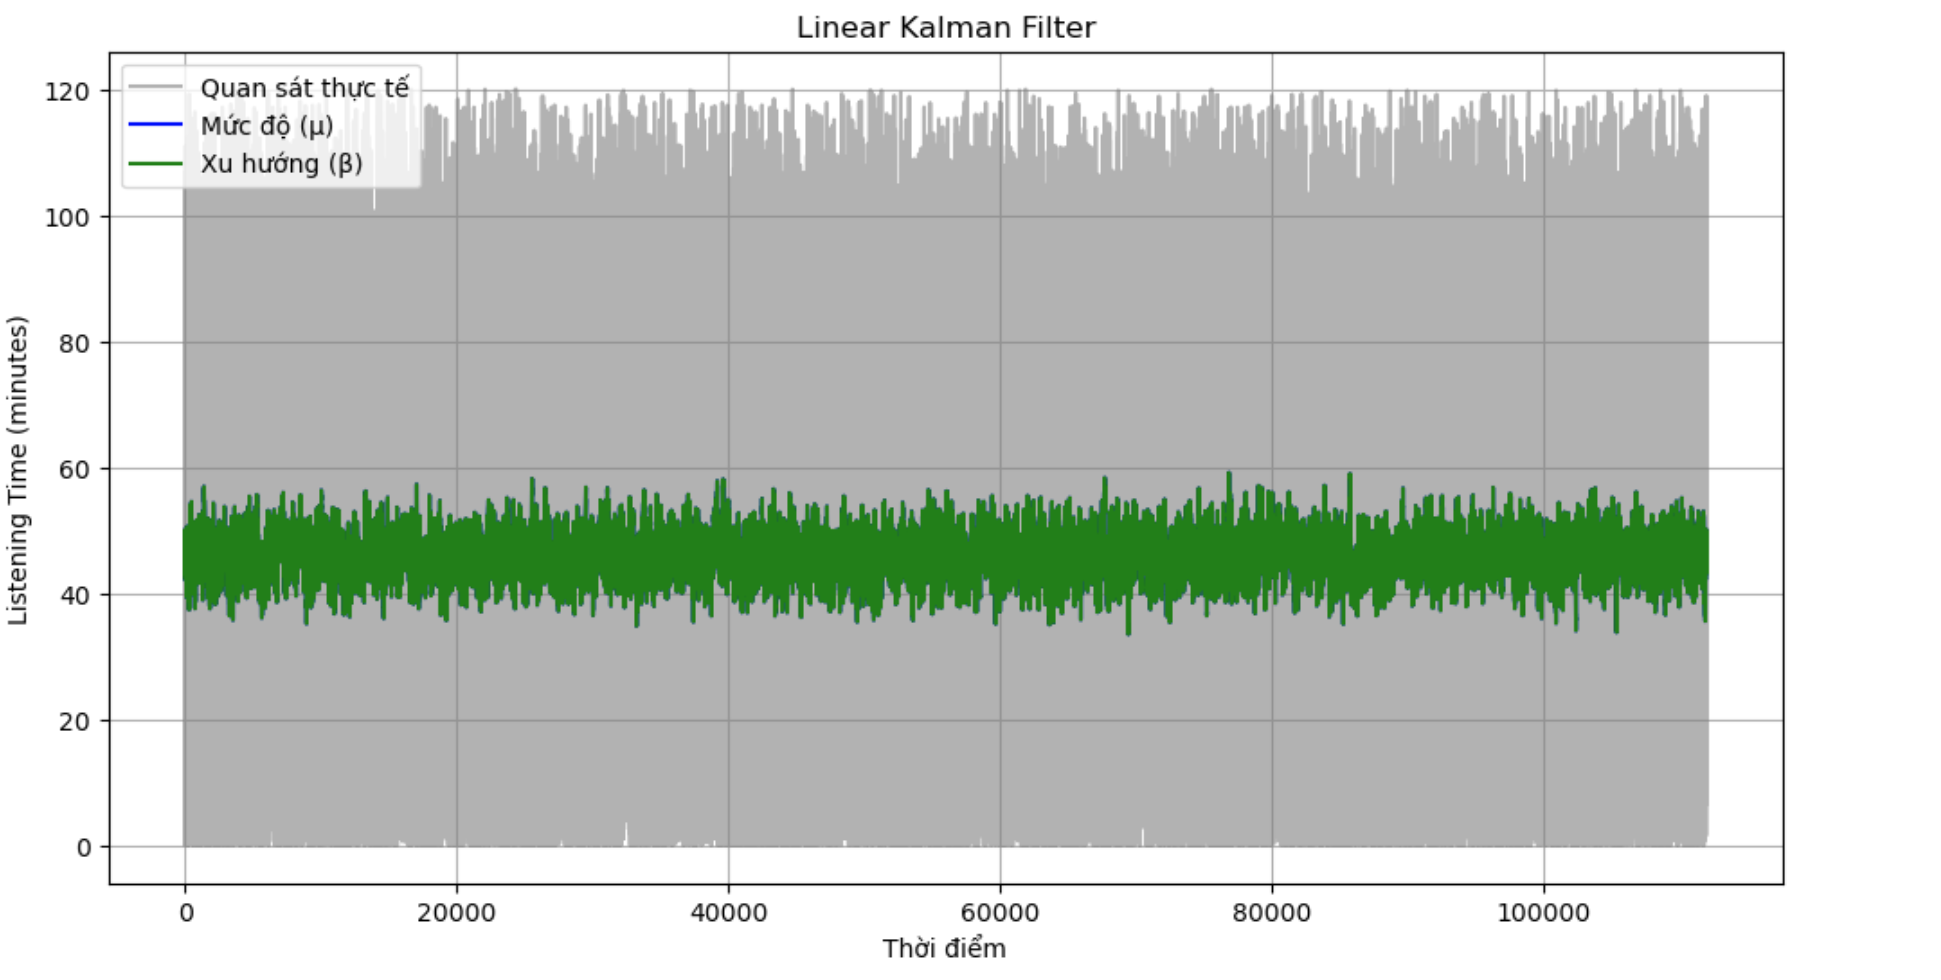 Linear Kalman Filter
Quan sát thực tế
Mức độ (μ)
Xu hướng (β)
120
100
80
60
40
20
0
Listening Time (minutes)
0 20000 40000 60000 80000 100000
Thời điểm